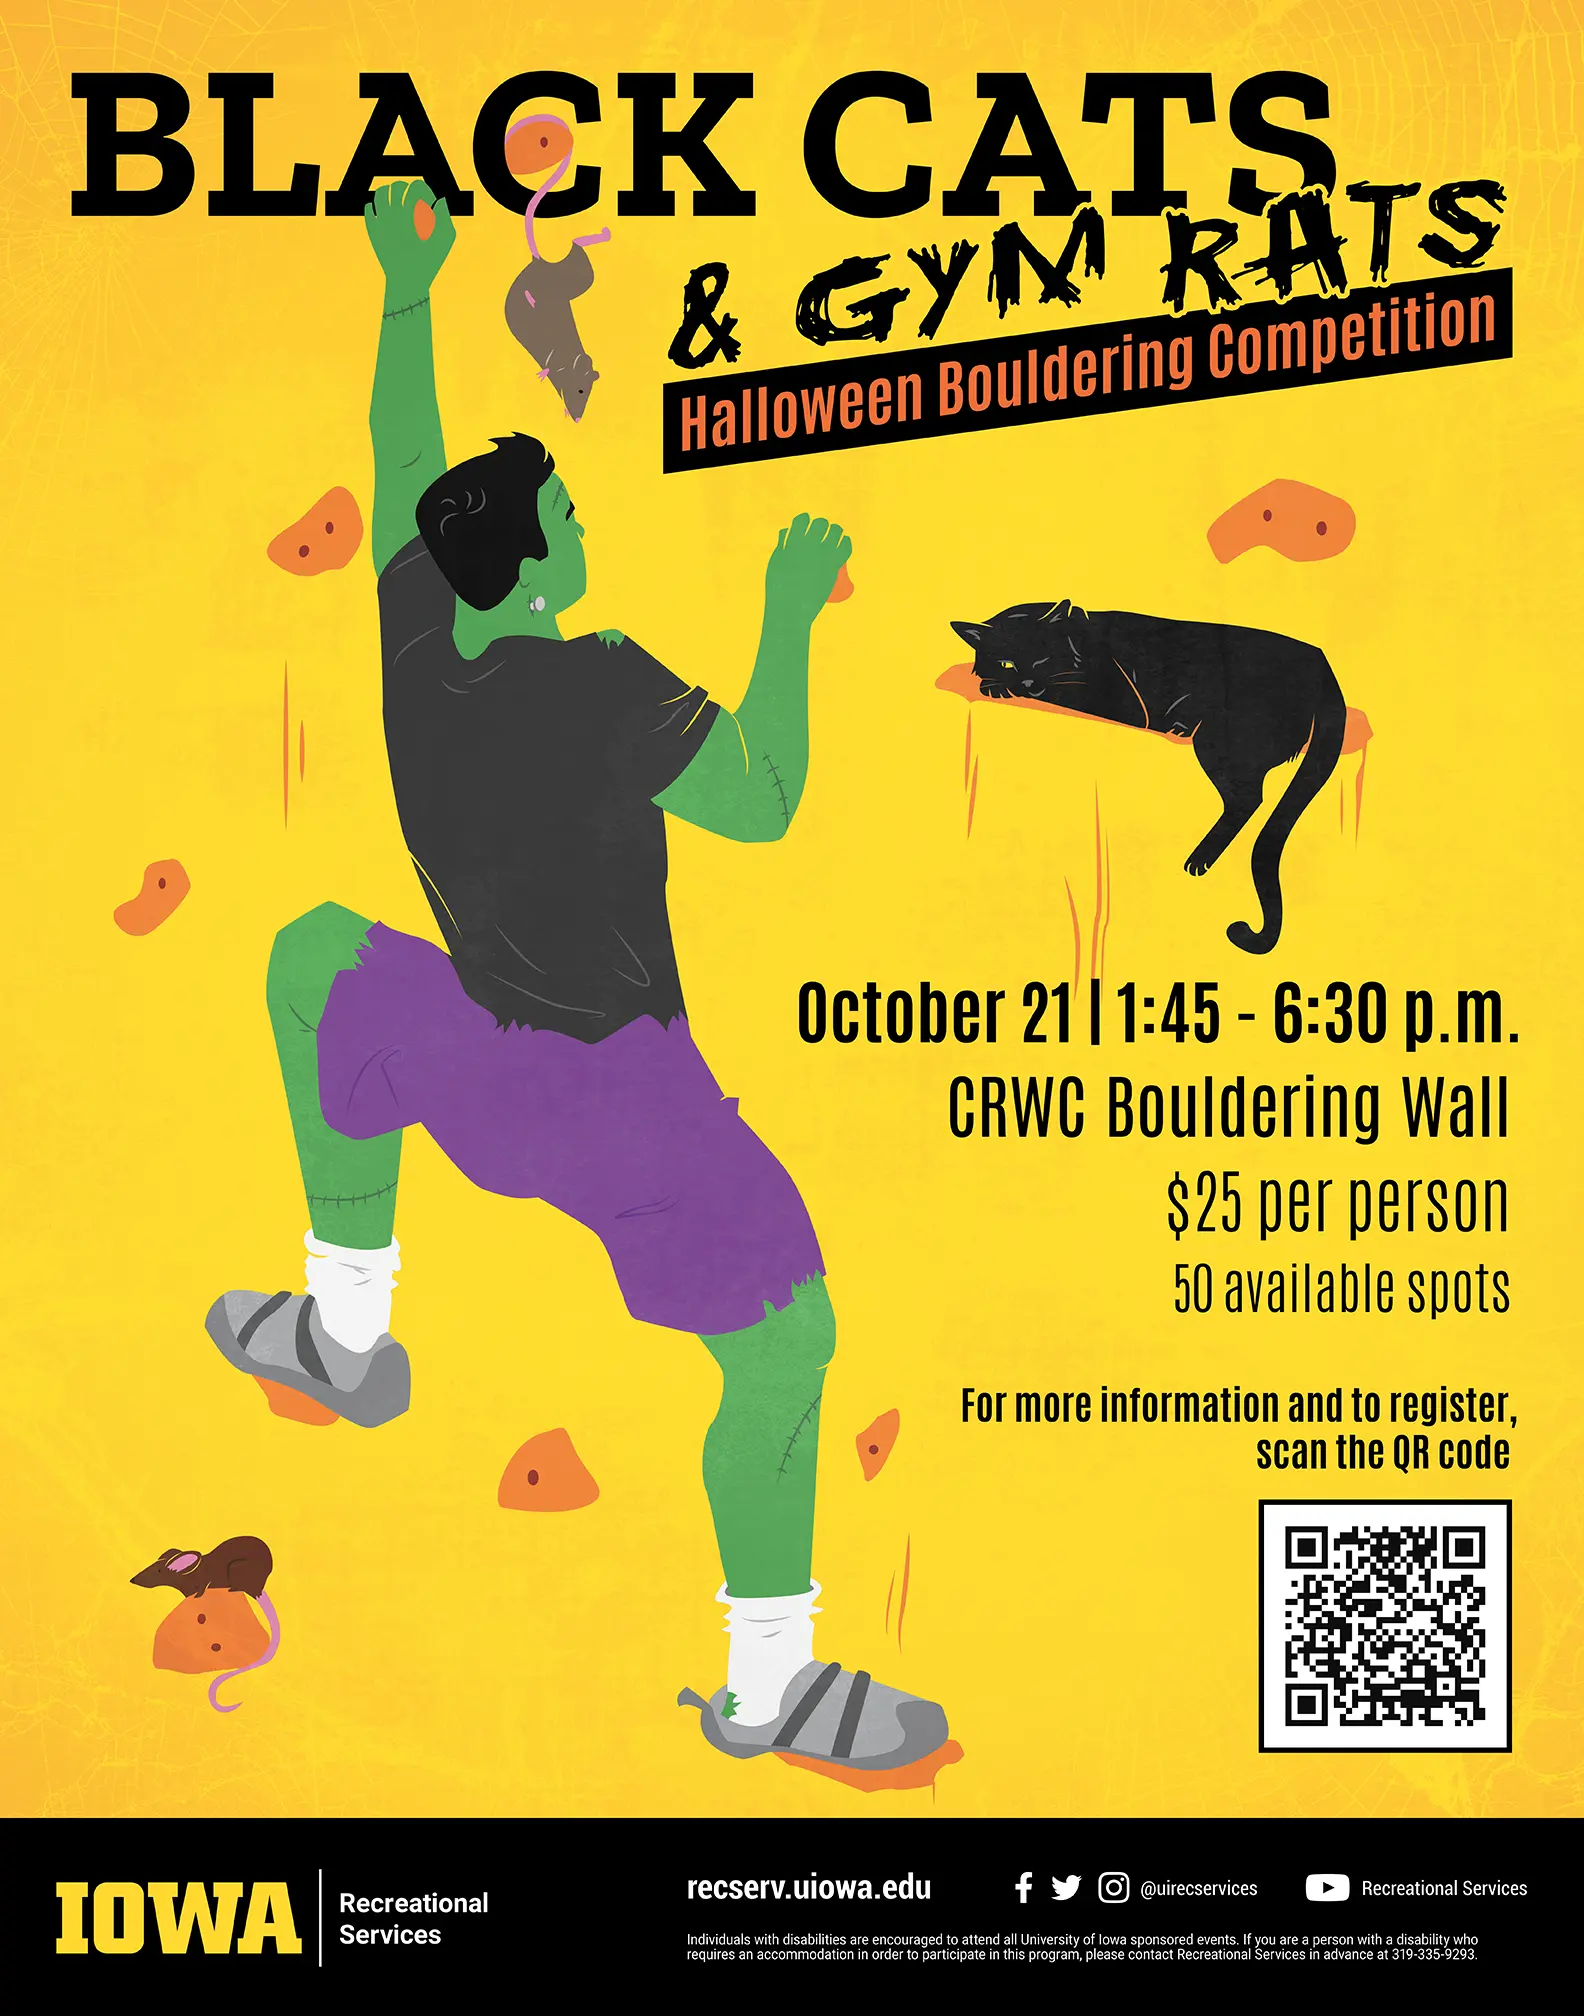 BLACK CATS
& GYM RATS
Halloween Bouldering Competition
October 21 | 1:45 - 6:30 p.m.
CRWC Bouldering Wall
$25 per person
50 available spots
For more information and to register,
scan the QR code
IOWA
Recreational
Services
recserv.uiowa.edu
@uirecservices
Recreational Services
Individuals with disabilities are encouraged to attend all University of Iowa sponsored events. If you are a person with a disability who
requires an accommodation in order to participate in this program, please contact Recreational Services in advance at 319-335-9293.